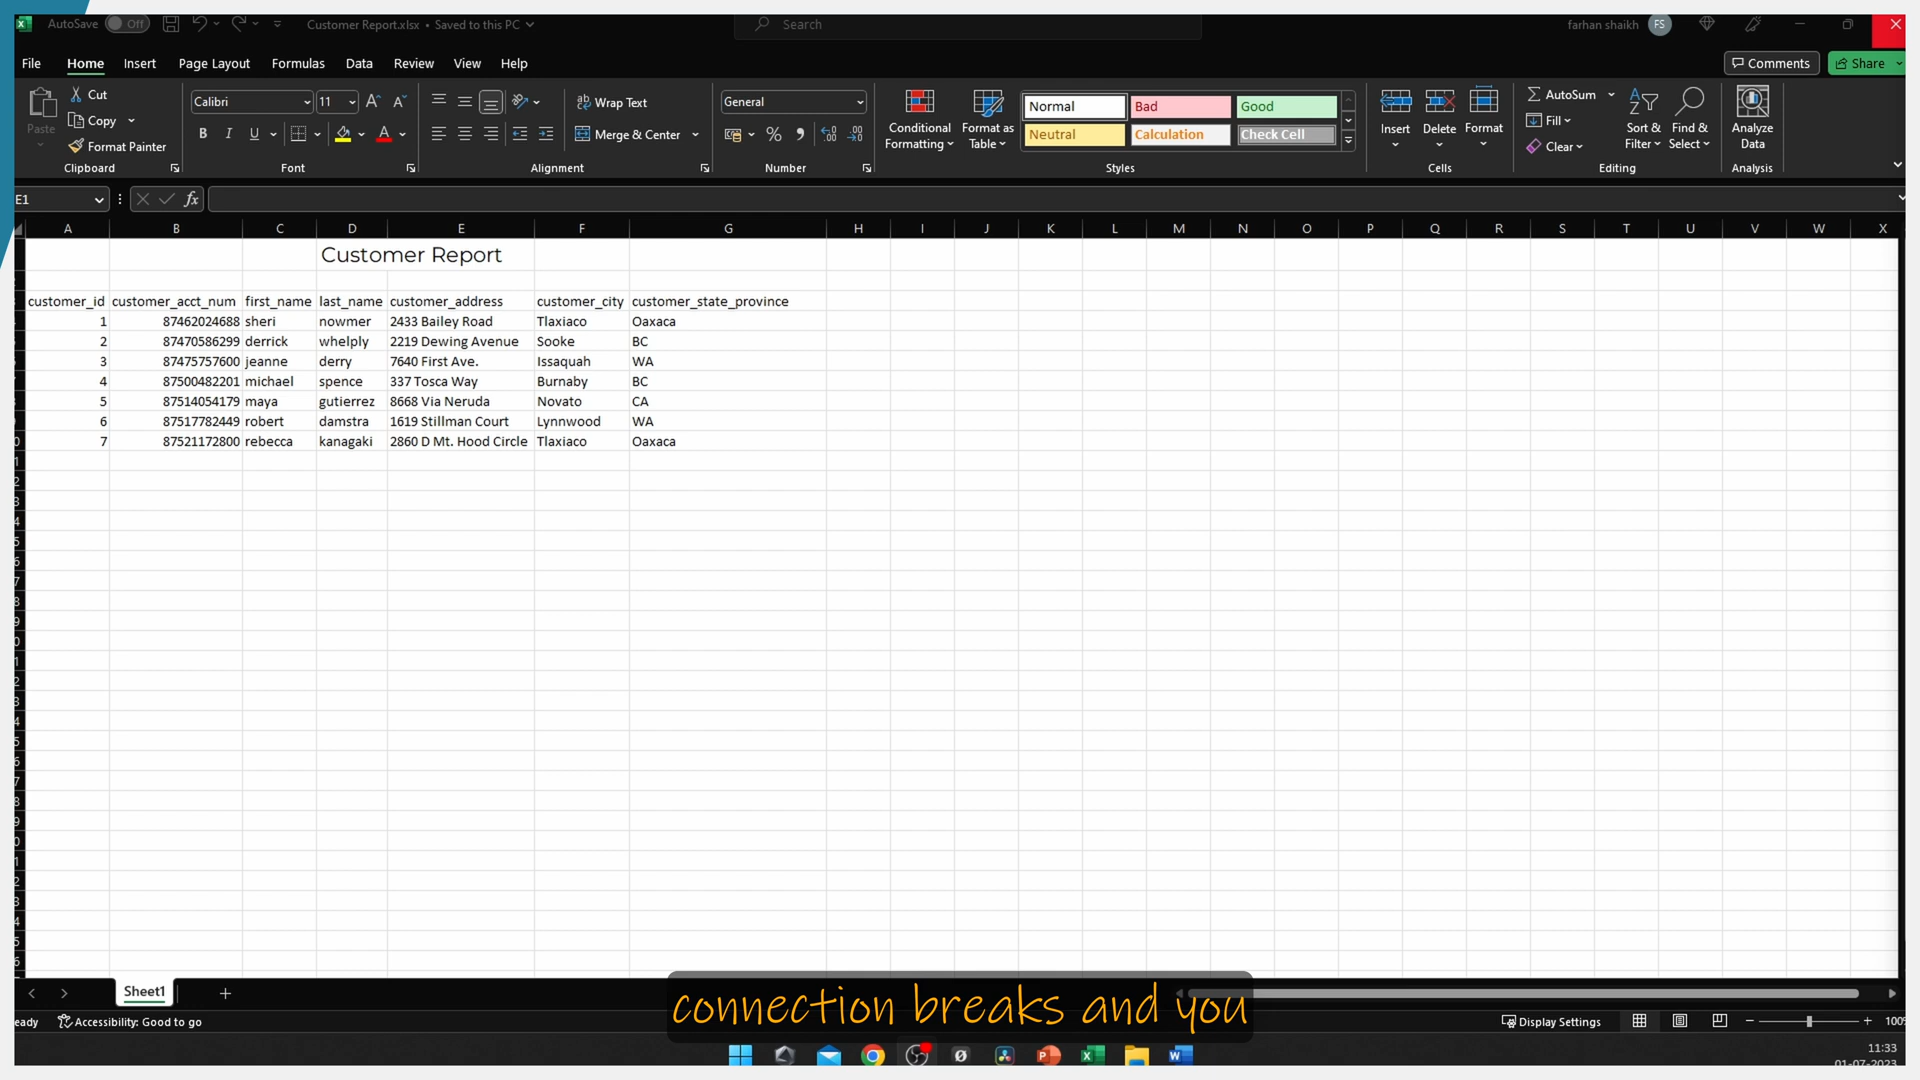 AutoSave Off Customer Report.xlsx • Saved to this PC Search farhan shaikh FS
File Home Insert Page Layout Formulas Data Review View Help Comments Share
Paste Cut Copy Format Painter Clipboard
Calibri 11 B I U A Font
Wrap Text Merge & Center Alignment
General % Number
Conditional Formatting Format as Table Normal Bad Good Neutral Calculation Check Cell Styles
Insert Delete Format Cells
AutoSum Fill Clear Sort & Filter Find & Select Editing
Analyze Data Analysis
E1 fx
A B C D E F G H I J K L M N O P Q R S T U V W X
Customer Report
customer_id customer_acct_num first_name last_name customer_address customer_city customer_state_province
1 87462024688 sheri nowmer 2433 Bailey Road Tlaxiaco Oaxaca
2 87470586299 derrick whelply 2219 Dewing Avenue Sooke BC
3 87475757600 jeanne derry 7640 First Ave. Issaquah WA
4 87500482201 michael spence 337 Tosca Way Burnaby BC
5 87514054179 maya gutierrez 8668 Via Neruda Novato CA
6 87517782449 robert damstra 1619 Stillman Court Lynnwood WA
7 87521172800 rebecca kanagaki 2860 D Mt. Hood Circle Tlaxiaco Oaxaca
Sheet1
connection breaks and you
eady Accessibility: Good to go Display Settings 100%
11:33
01-07-2023